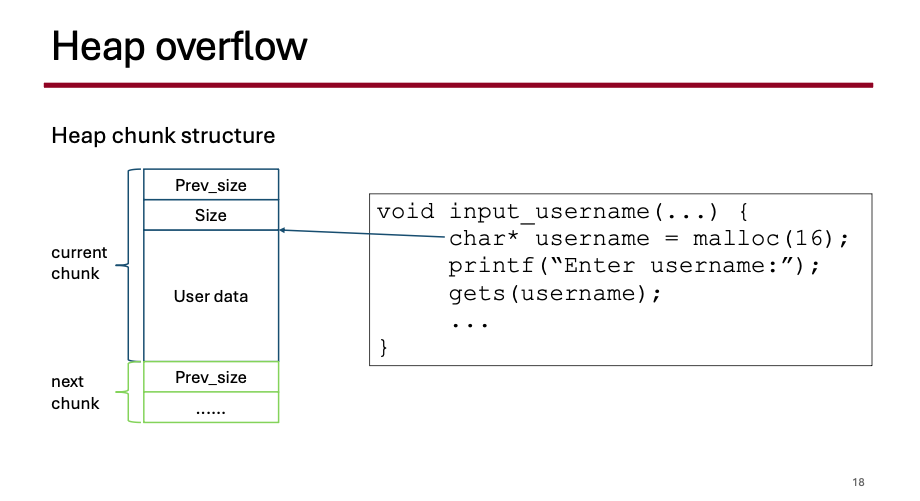 Heap overflow
Heap chunk structure
Prev_size
Size
current
chunk
User data
next
chunk
Prev_size
......
void input_username(...) {
char* username = malloc(16);
printf(“Enter username:”);
gets(username);
...
}
18